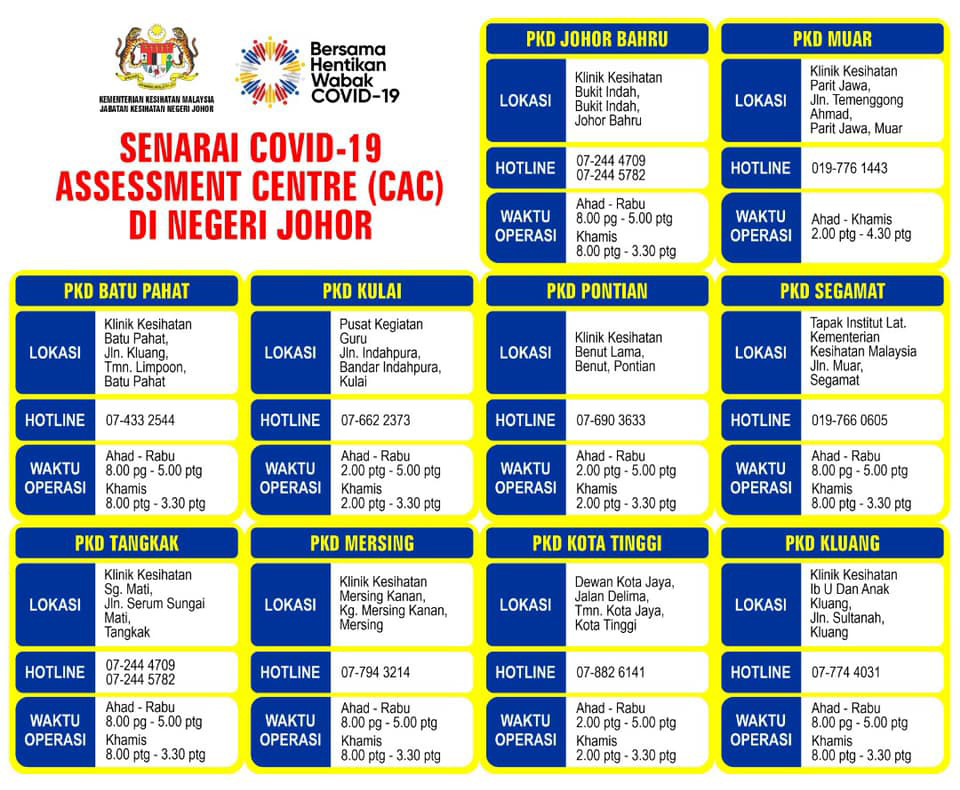 KEMENTERIAN KESIHATAN MALAYSIA
JABATAN KESIHATAN NEGERI JOHOR
Bersama
Hentikan
Wabak
COVID-19
SENARAI COVID-19
ASSESSMENT CENTRE (CAC)
DI NEGERI JOHOR
PKD JOHOR BAHRU
LOKASI
Klinik Kesihatan
Bukit Indah,
Bukit Indah,
Johor Bahru
HOTLINE
07-244 4709
07-244 5782
WAKTU
OPERASI
Ahad - Rabu
8.00 pg - 5.00 ptg
Khamis
8.00 pg - 3.30 ptg
PKD MUAR
LOKASI
Klinik Kesihatan
Parit Jawa,
Jln. Temenggong
Ahmad,
Parit Jawa, Muar
HOTLINE
019-776 1443
WAKTU
OPERASI
Ahad - Khamis
2.00 ptg - 4.30 ptg
PKD BATU PAHAT
LOKASI
Klinik Kesihatan
Batu Pahat,
Jln. Kluang,
Tmn. Limpoon,
Batu Pahat
HOTLINE
07-433 2544
WAKTU
OPERASI
Ahad - Rabu
8.00 pg - 5.00 ptg
Khamis
8.00 ptg - 3.30 ptg
PKD KULAI
LOKASI
Pusat Kegiatan
Guru
Jln. Indahpura,
Bandar Indahpura,
Kulai
HOTLINE
07-662 2373
WAKTU
OPERASI
Ahad - Rabu
2.00 ptg - 5.00 ptg
Khamis
2.00 ptg - 3.30 ptg
PKD PONTIAN
LOKASI
Klinik Kesihatan
Benut Lama,
Benut, Pontian
HOTLINE
07-690 3633
WAKTU
OPERASI
Ahad - Rabu
2.00 ptg - 5.00 ptg
Khamis
2.00 ptg - 3.30 ptg
PKD SEGAMAT
LOKASI
Tapak Institut Lat.
Kementerian
Kesihatan Malaysia
Jln. Muar,
Segamat
HOTLINE
019-766 0605
WAKTU
OPERASI
Ahad - Rabu
8.00 pg - 5.00 ptg
Khamis
8.00 ptg - 3.30 ptg
PKD TANGKAK
LOKASI
Klinik Kesihatan
Sg. Mati,
Jln. Serum Sungai
Mati,
Tangkak
HOTLINE
07-244 4709
07-244 5782
WAKTU
OPERASI
Ahad - Rabu
8.00 pg - 5.00 ptg
Khamis
8.00 ptg - 3.30 ptg
PKD MERSING
LOKASI
Klinik Kesihatan
Mersing Kanan,
Kg. Mersing Kanan,
Mersing
HOTLINE
07-794 3214
WAKTU
OPERASI
Ahad - Rabu
8.00 pg - 5.00 ptg
Khamis
8.00 ptg - 3.30 ptg
PKD KOTA TINGGI
LOKASI
Dewan Kota Jaya,
Jalan Delima,
Tmn. Kota Jaya,
Kota Tinggi
HOTLINE
07-882 6141
WAKTU
OPERASI
Ahad - Rabu
2.00 ptg - 5.00 ptg
Khamis
2.00 ptg - 3.30 ptg
PKD KLUANG
LOKASI
Klinik Kesihatan
Ib U Dan Anak
Kluang,
Jln. Sultanah,
Kluang
HOTLINE
07-774 4031
WAKTU
OPERASI
Ahad - Rabu
8.00 pg - 5.00 ptg
Khamis
8.00 ptg - 3.30 ptg